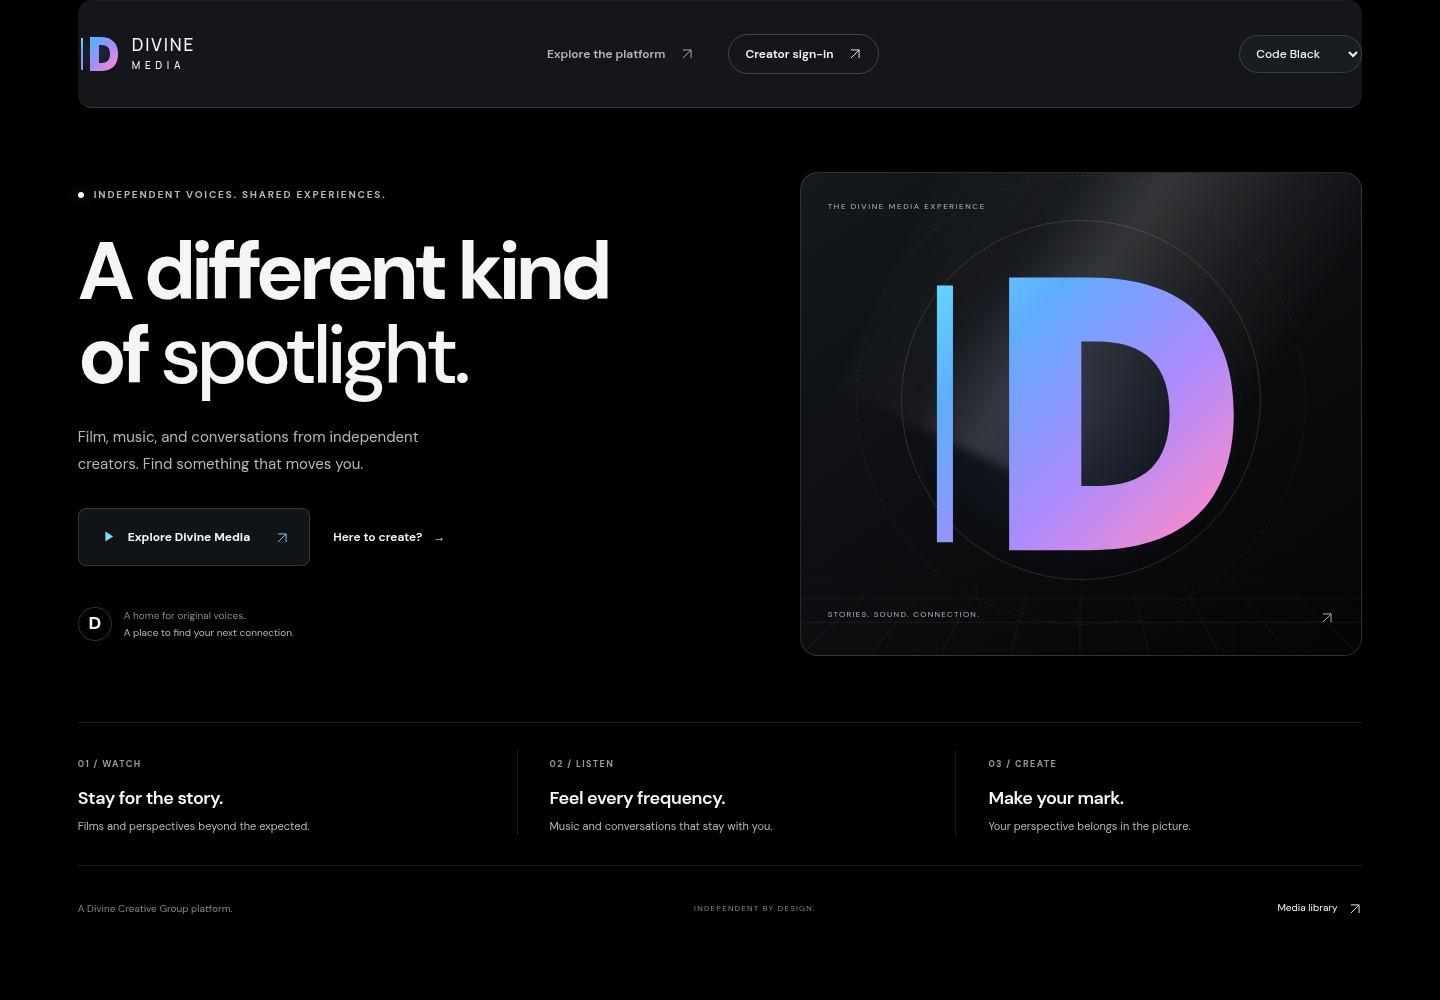 DIVINE
MEDIA
Explore the platform
Creator sign-in
Code Black
INDEPENDENT VOICES. SHARED EXPERIENCES.
A different kind
of spotlight.
Film, music, and conversations from independent
creators. Find something that moves you.
Explore Divine Media
Here to create? →
D
A home for original voices.
A place to find your next connection.
THE DIVINE MEDIA EXPERIENCE
D
STORIES. SOUND. CONNECTION.
01 / WATCH
Stay for the story.
Films and perspectives beyond the expected.
02 / LISTEN
Feel every frequency.
Music and conversations that stay with you.
03 / CREATE
Make your mark.
Your perspective belongs in the picture.
A Divine Creative Group platform.
INDEPENDENT BY DESIGN.
Media library